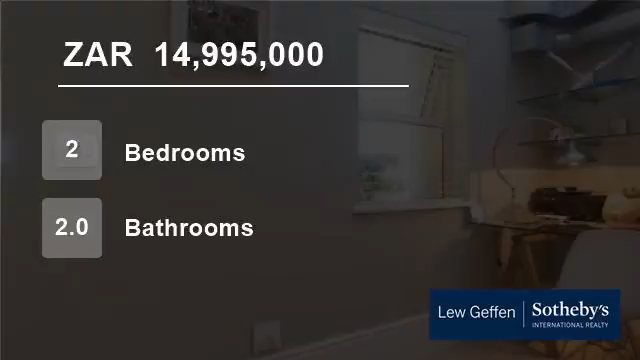 ZAR 14,995,000
2 Bedrooms
2.0 Bathrooms
Lew Geffen Sotheby's
INTERNATIONAL REALTY